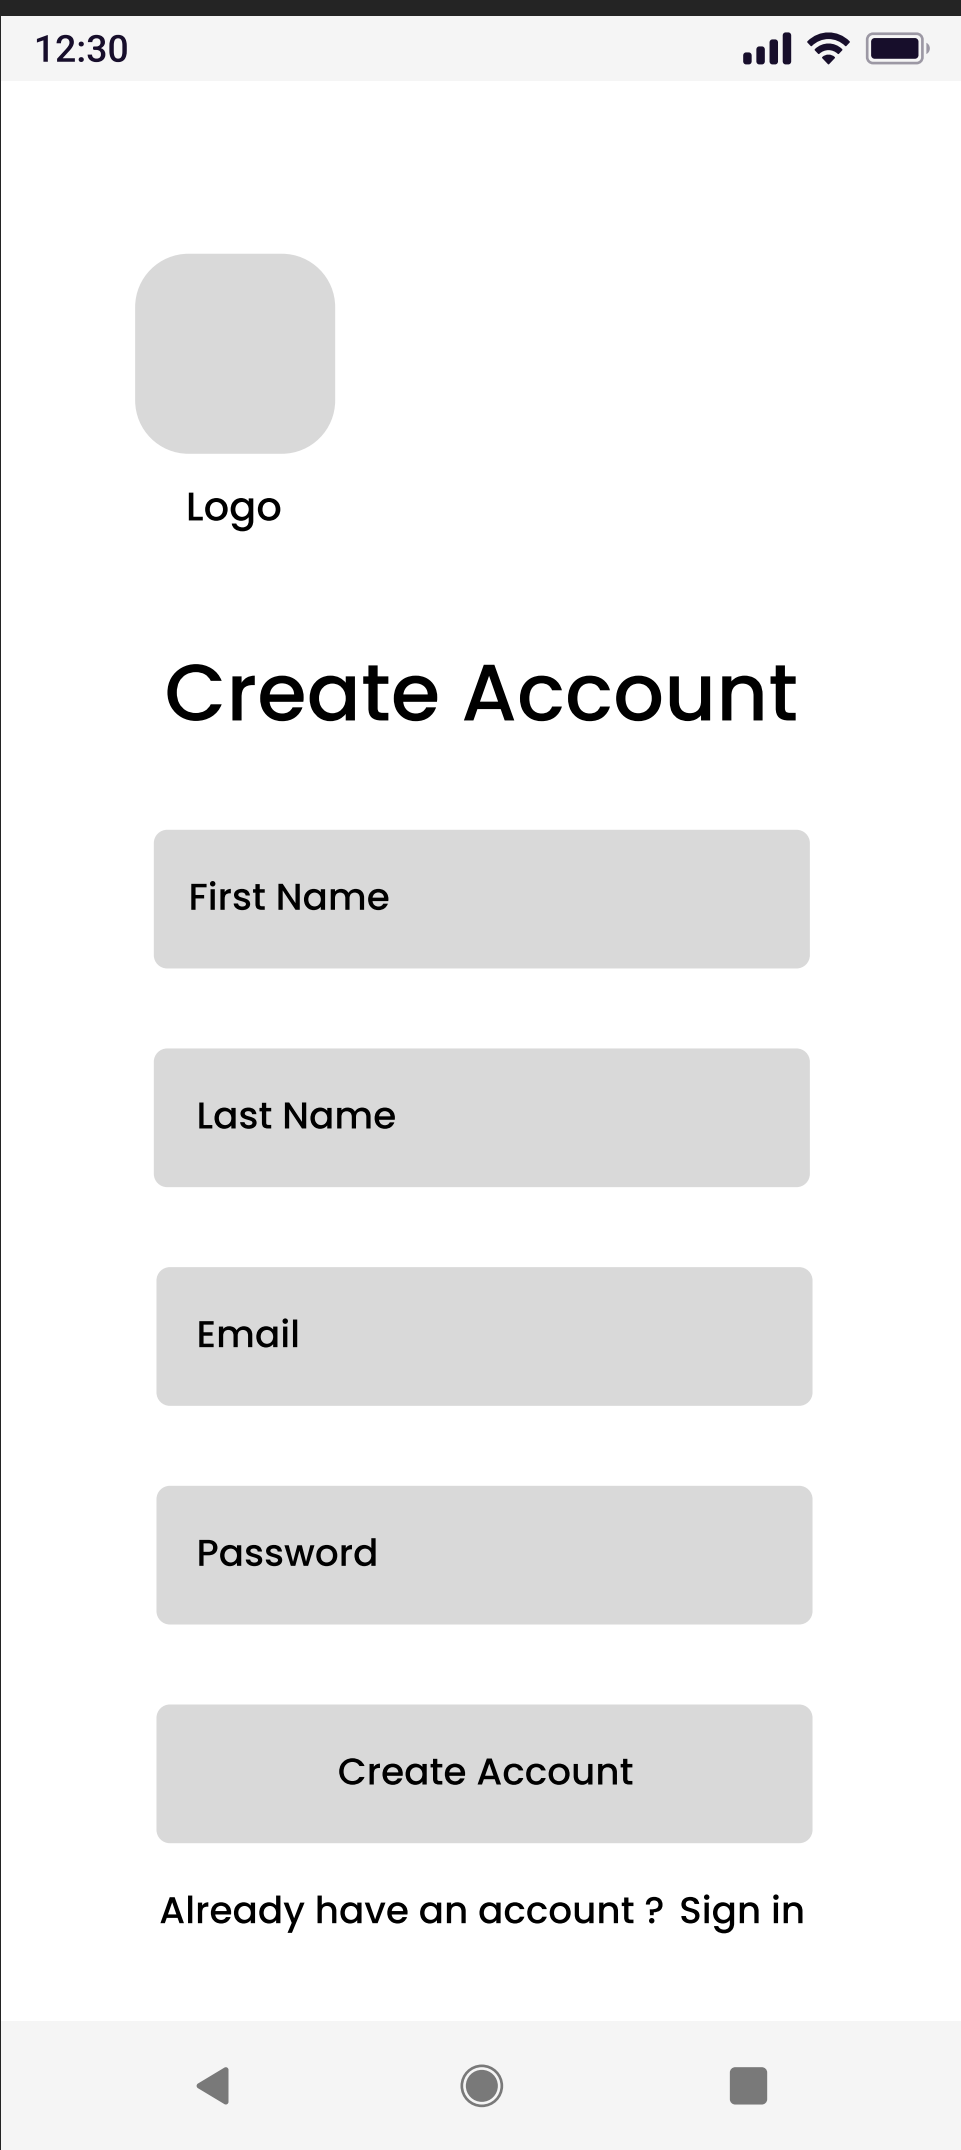 12:30
Logo
Create Account
First Name
Last Name
Email
Password
Create Account
Already have an account ? Sign in